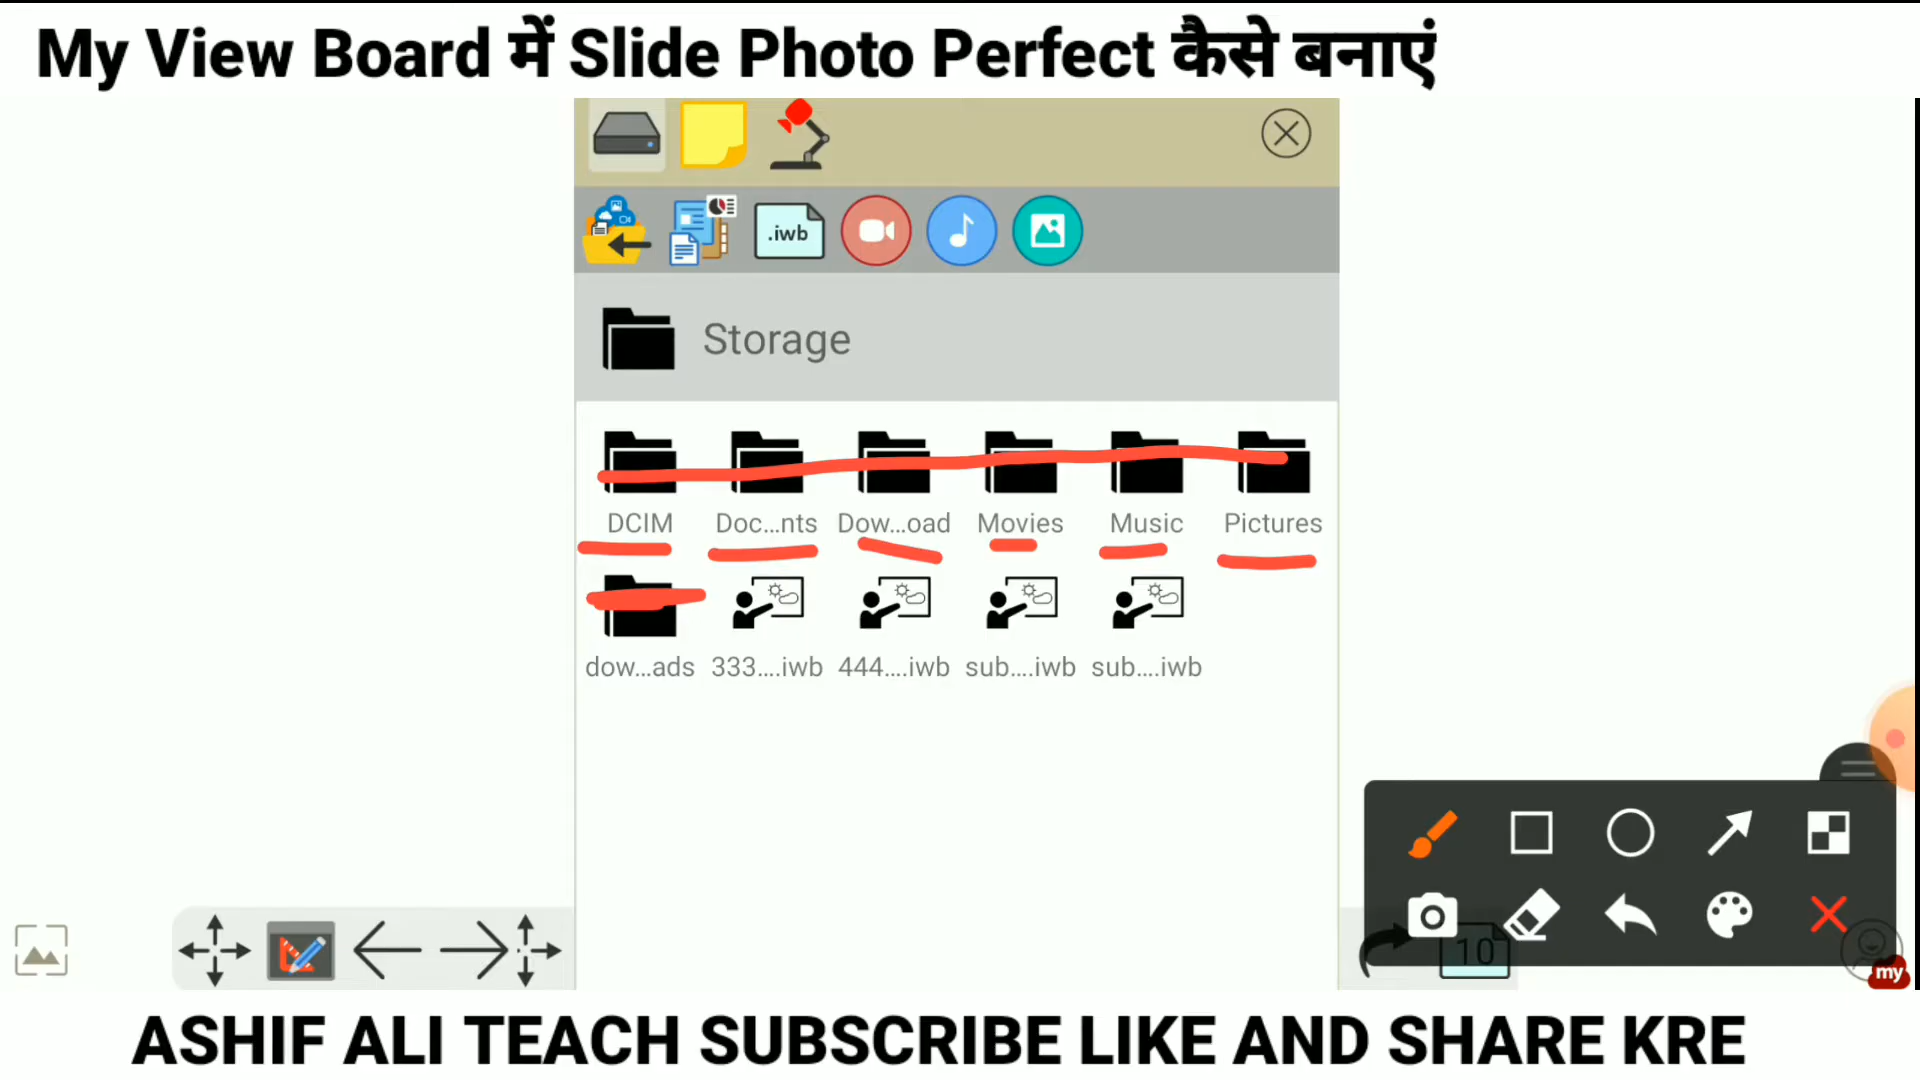 My View Board में Slide Photo Perfect कैसे बनाएं
.iwb
Storage
DCIM Doc...nts Dow...oad Movies Music Pictures
dow...ads 333....iwb 444....iwb sub....iwb sub....iwb
10
my
ASHIF ALI TEACH SUBSCRIBE LIKE AND SHARE KRE